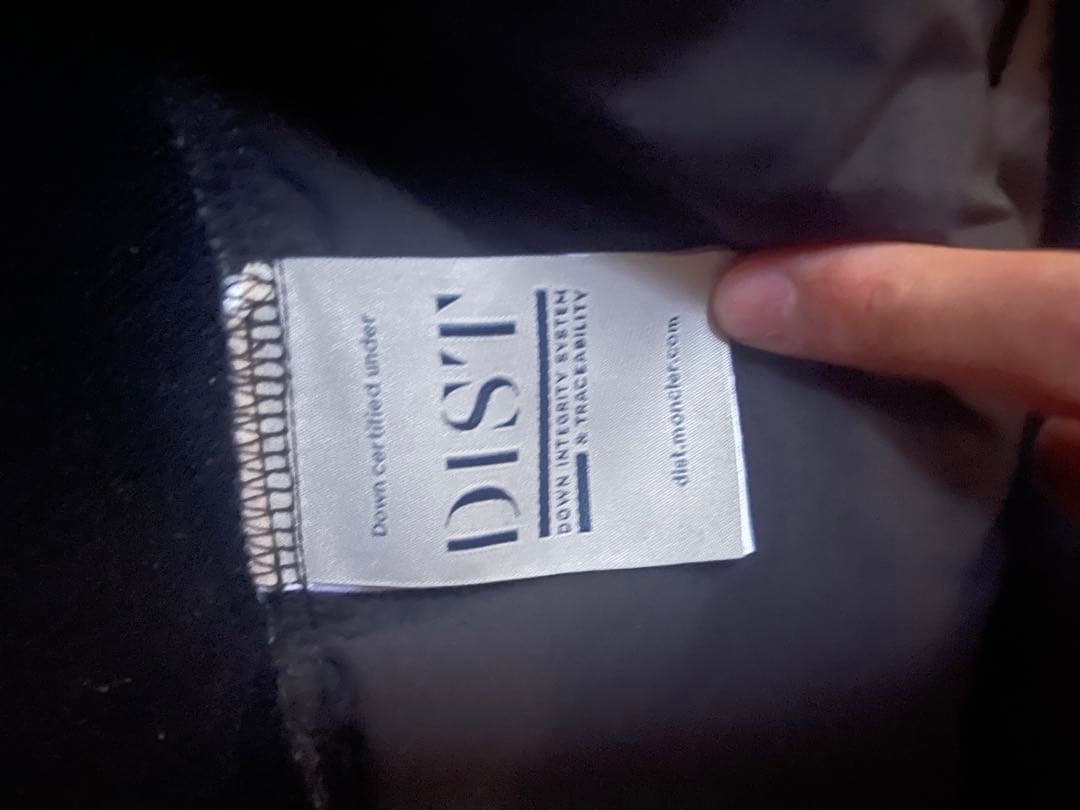 Down certified under
DIST
DOWN INTEGRITY SYSTEM
& TRACEABILITY
dist.moncler.com